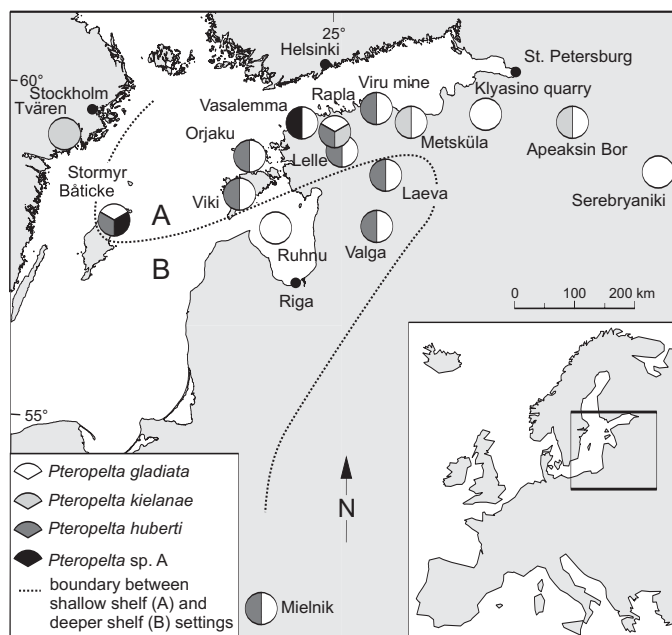 25°
Helsinki
St. Petersburg
60°
Stockholm
Tvären
Vasalemma
Rapla
Viru mine
Klyasino quarry
Orjaku
Lelle
Metsküla
Apeaksin Bor
Stormyr
Båticke
Viki
A
Laeva
Serebryaniki
B
Ruhnu
Valga
Riga
0 100 200 km
55°
N
Pteropelta gladiata
Pteropelta kielanae
Pteropelta huberti
Pteropelta sp. A
boundary between
shallow shelf (A) and
deeper shelf (B) settings
Mielnik